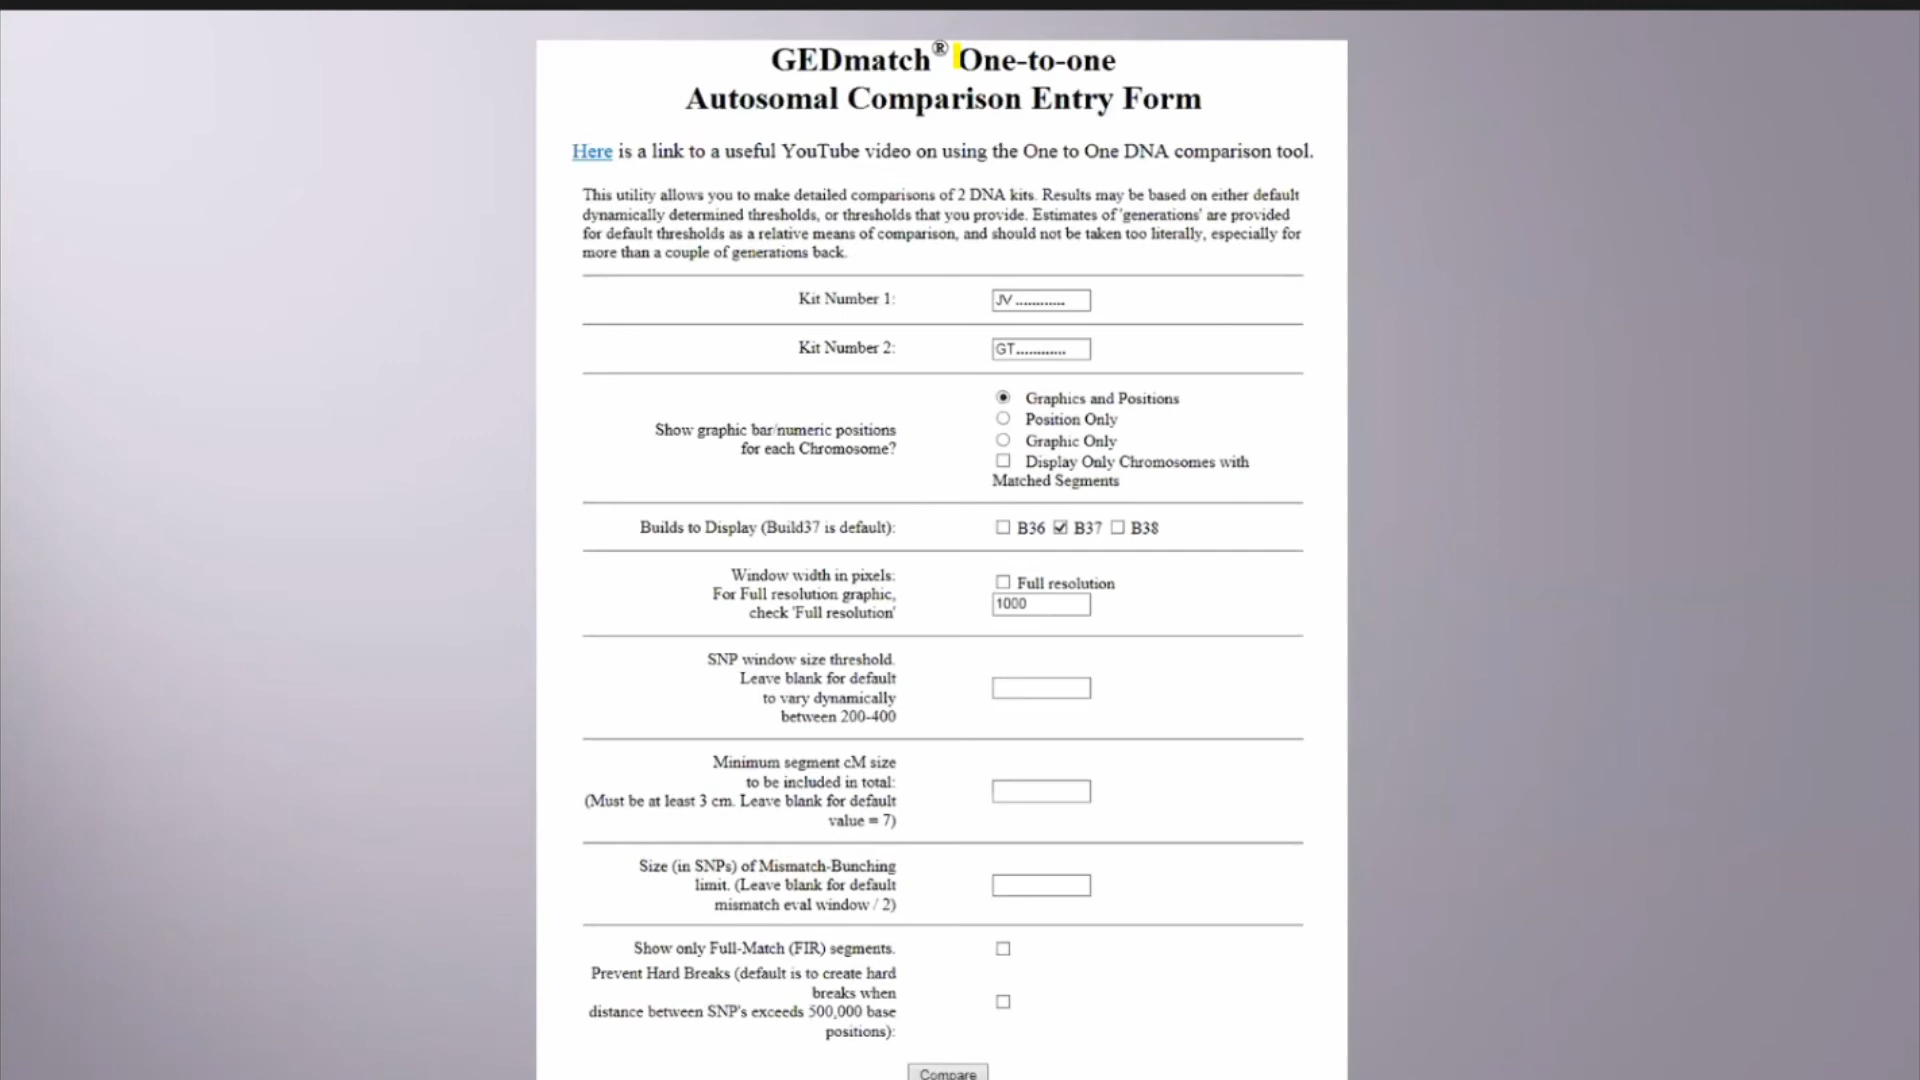 GEDmatch® One-to-one
Autosomal Comparison Entry Form
Here is a link to a useful YouTube video on using the One to One DNA comparison tool.
This utility allows you to make detailed comparisons of 2 DNA kits. Results may be based on either default
dynamically determined thresholds, or thresholds that you provide. Estimates of 'generations' are provided
for default thresholds as a relative means of comparison, and should not be taken too literally, especially for
more than a couple of generations back.
Kit Number 1: JV ............
Kit Number 2: GT............
Show graphic bar/numeric positions
for each Chromosome?
Graphics and Positions
Position Only
Graphic Only
Display Only Chromosomes with
Matched Segments
Builds to Display (Build37 is default): B36 B37 B38
Window width in pixels:
For Full resolution graphic,
check 'Full resolution'
Full resolution
1000
SNP window size threshold.
Leave blank for default
to vary dynamically
between 200-400
Minimum segment cM size
to be included in total:
(Must be at least 3 cm. Leave blank for default
value = 7)
Size (in SNPs) of Mismatch-Bunching
limit. (Leave blank for default
mismatch eval window / 2)
Show only Full-Match (FIR) segments.
Prevent Hard Breaks (default is to create hard
breaks when
distance between SNP's exceeds 500,000 base
positions):
Compare